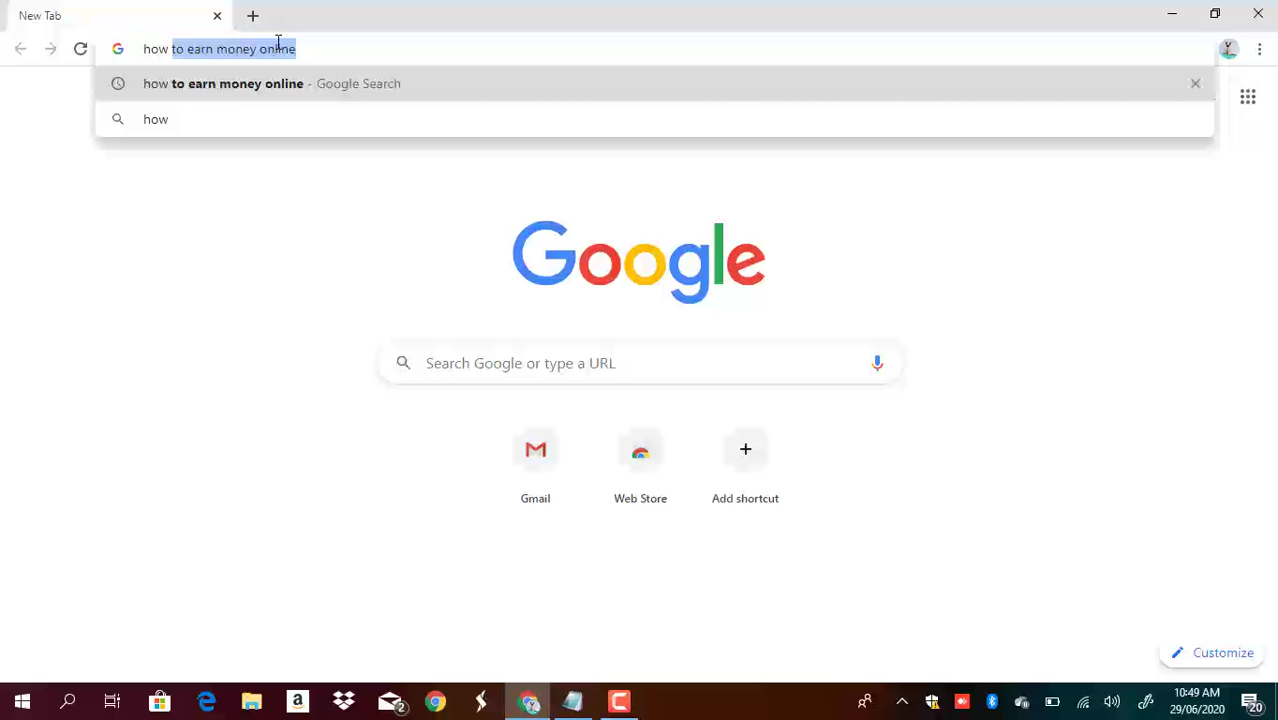 New Tab
how to earn money online
how to earn money online - Google Search
how
Google
Search Google or type a URL
Gmail
Web Store
Add shortcut
Customize
10:49 AM
29/06/2020
2
20